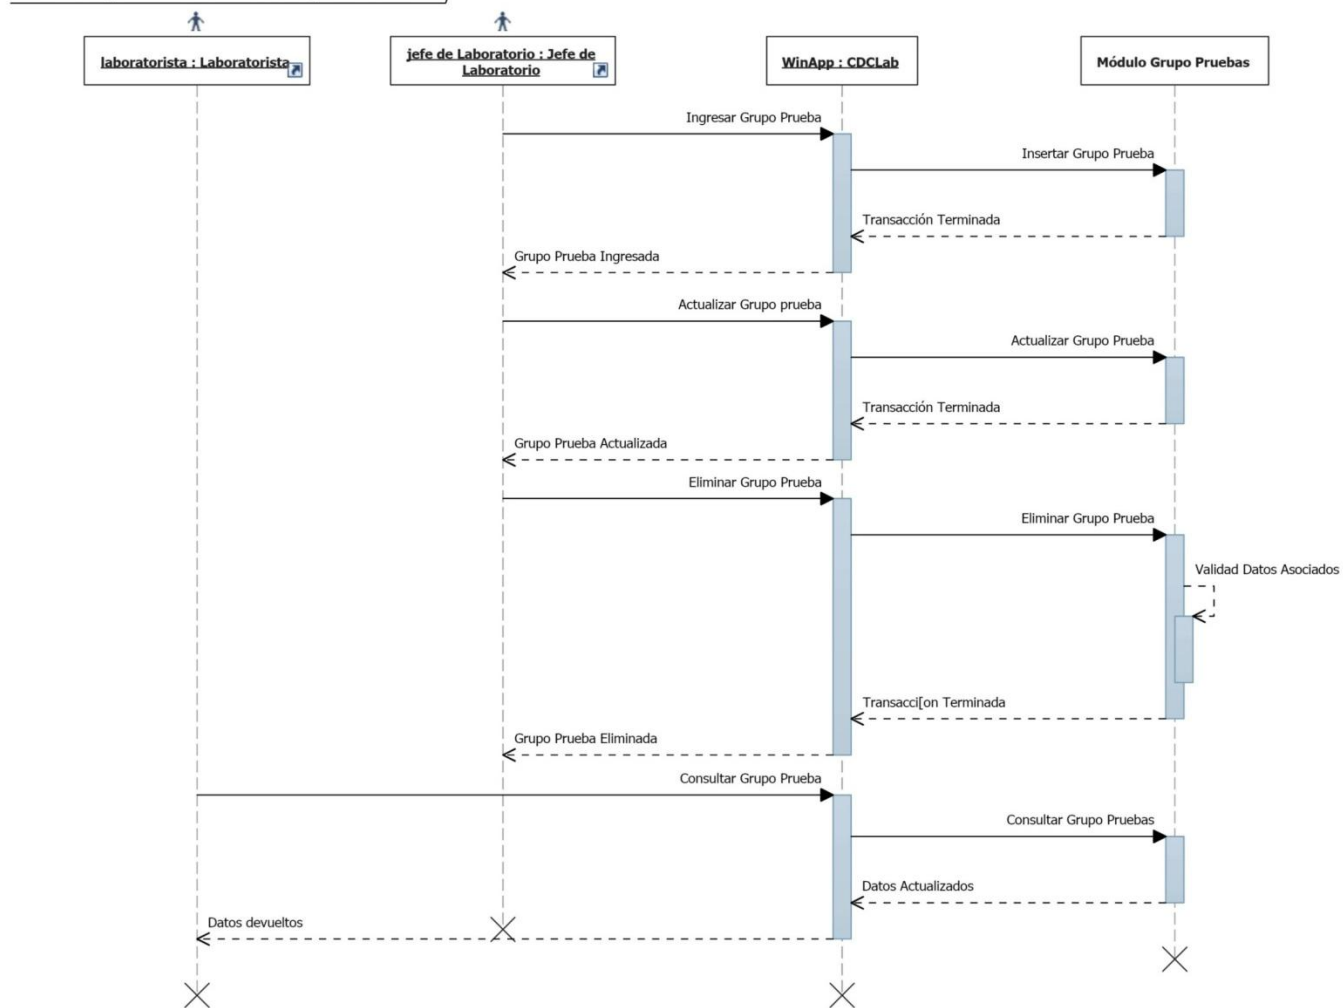 laboratorista : Laboratorista
jefe de Laboratorio : Jefe de
Laboratorio
WinApp : CDCLab
Módulo Grupo Pruebas
Ingresar Grupo Prueba
Insertar Grupo Prueba
Transacción Terminada
Grupo Prueba Ingresada
Actualizar Grupo prueba
Actualizar Grupo Prueba
Transacción Terminada
Grupo Prueba Actualizada
Eliminar Grupo Prueba
Eliminar Grupo Prueba
Validad Datos Asociados
Transacci[on Terminada
Grupo Prueba Eliminada
Consultar Grupo Prueba
Consultar Grupo Pruebas
Datos Actualizados
Datos devueltos